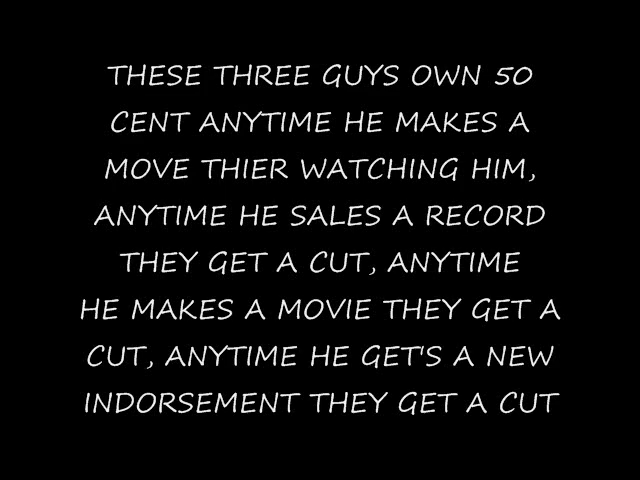 THESE THREE GUYS OWN 50
CENT ANYTIME HE MAKES A
MOVE THIER WATCHING HIM,
ANYTIME HE SALES A RECORD
THEY GET A CUT, ANYTIME
HE MAKES A MOVIE THEY GET A
CUT, ANYTIME HE GET'S A NEW
INDORSEMENT THEY GET A CUT